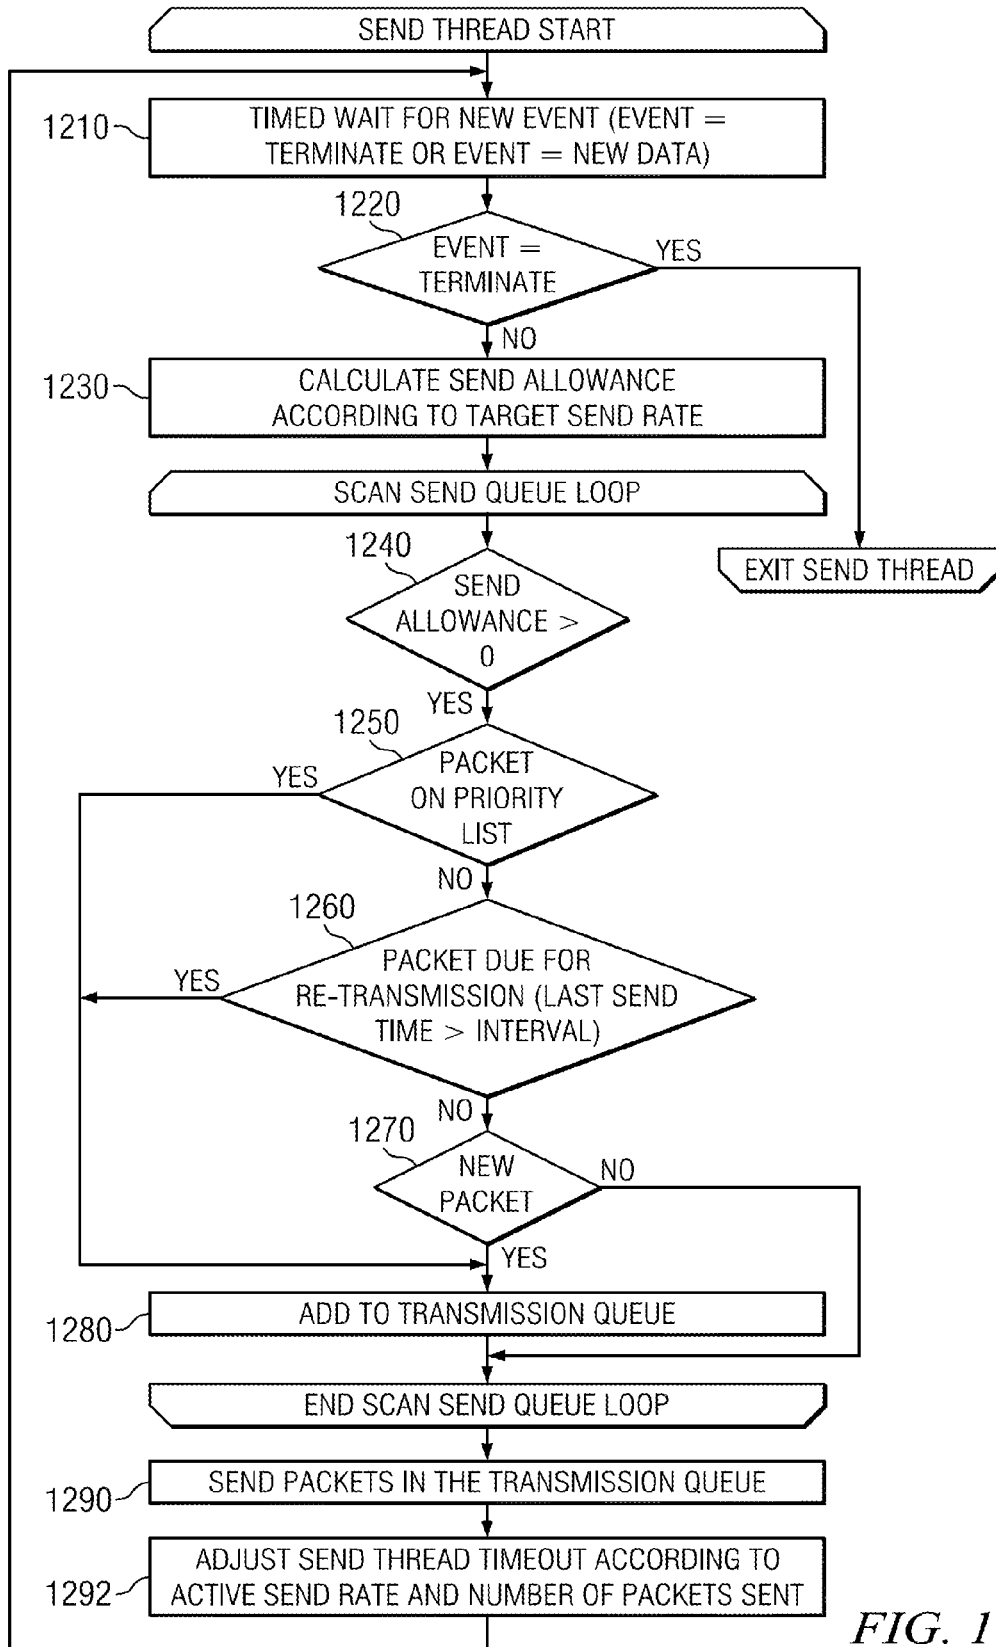 SEND THREAD START
1210
TIMED WAIT FOR NEW EVENT (EVENT =
TERMINATE OR EVENT = NEW DATA)
1220
EVENT =
TERMINATE
YES
NO
1230
CALCULATE SEND ALLOWANCE
ACCORDING TO TARGET SEND RATE
SCAN SEND QUEUE LOOP
1240
SEND
ALLOWANCE >
0
EXIT SEND THREAD
YES
1250
PACKET
ON PRIORITY
LIST
YES
NO
1260
PACKET DUE FOR
RE-TRANSMISSION (LAST SEND
TIME > INTERVAL)
YES
NO
1270
NEW
PACKET
NO
YES
1280
ADD TO TRANSMISSION QUEUE
END SCAN SEND QUEUE LOOP
1290
SEND PACKETS IN THE TRANSMISSION QUEUE
1292
ADJUST SEND THREAD TIMEOUT ACCORDING TO
ACTIVE SEND RATE AND NUMBER OF PACKETS SENT
FIG. 1